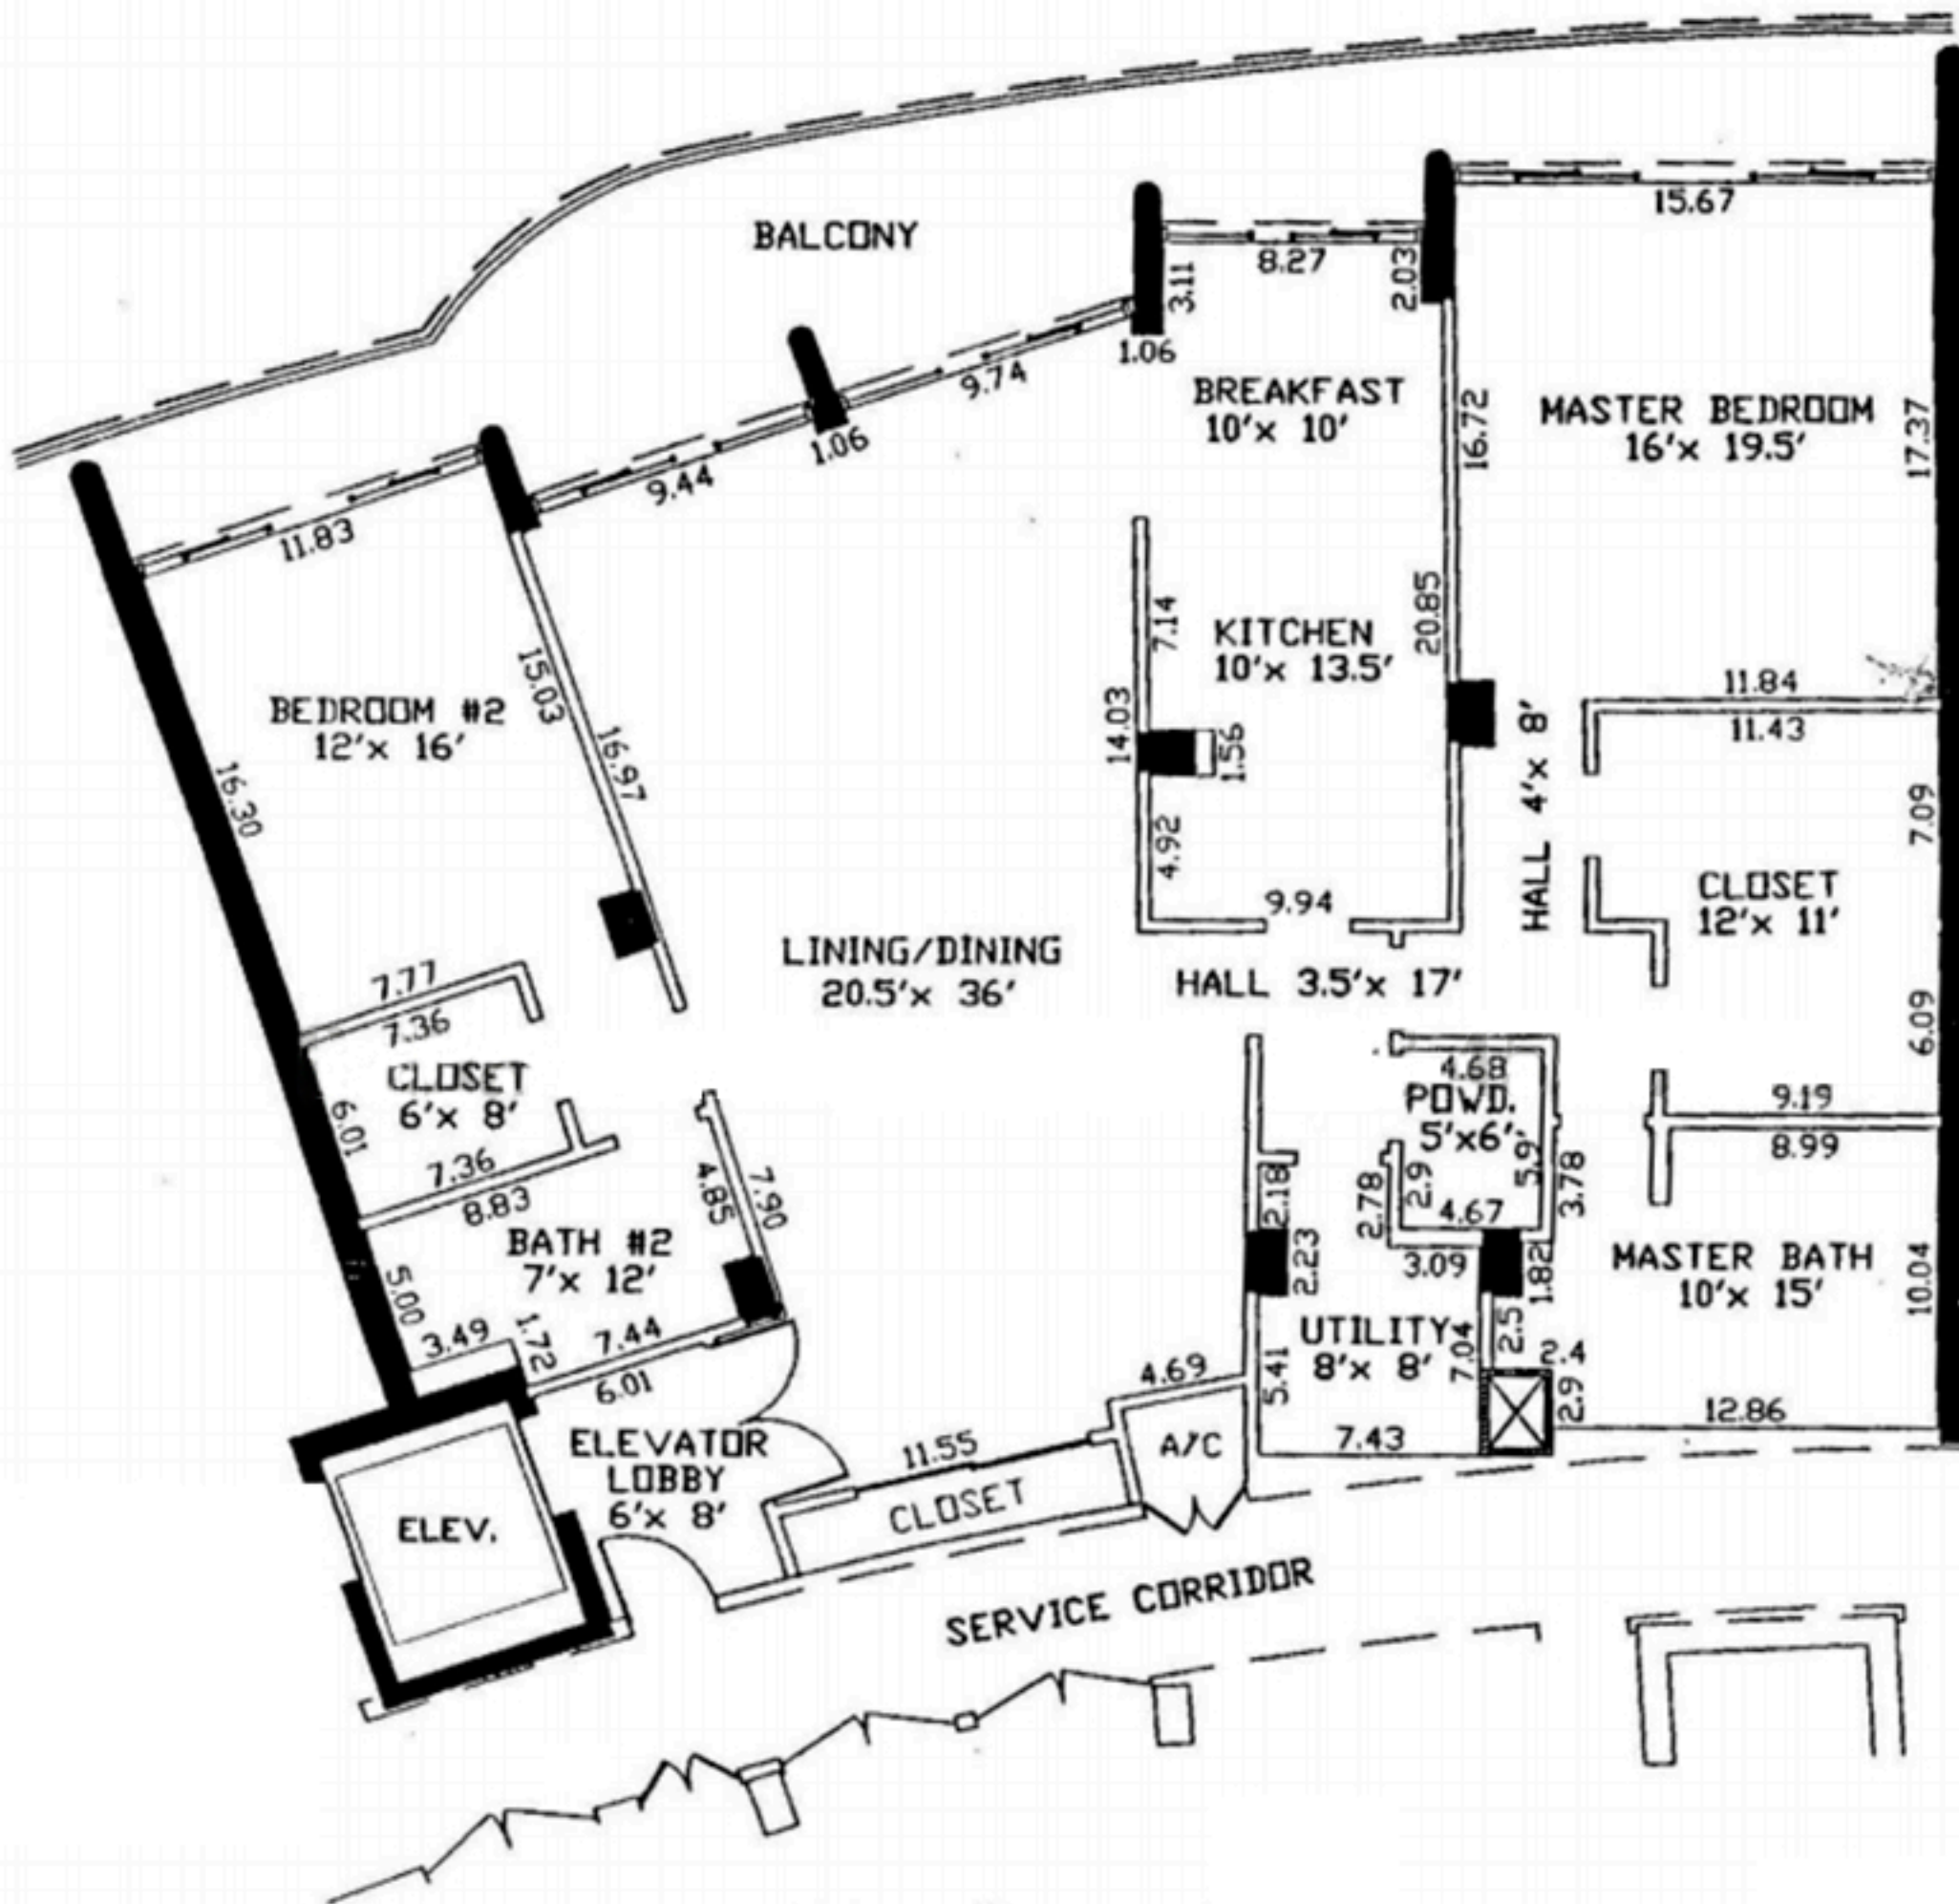 BALCONY
15.67
8.27
3.11
2.03
1.06
9.74
1.06
9.44
11.83
BREAKFAST
10'x 10'
16.72
MASTER BEDROOM
16'x 19.5'
17.37
7.14
KITCHEN
10'x 13.5'
20.85
15.03
16.97
BEDROOM #2
12'x 16'
16.30
14.03
1.56
4.92
9.94
HALL 4'x 8'
11.84
11.43
7.09
CLOSET
12'x 11'
6.09
9.19
8.99
LINING/DINING
20.5'x 36'
HALL 3.5'x 17'
7.77
7.36
CLOSET
6'x 8'
6.01
7.36
8.83
4.85
7.90
BATH #2
7'x 12'
5.00
3.49
1.72
7.44
6.01
4.68
POWD.
5'x6'
5.9
2.9
2.78
4.67
3.78
2.18
2.23
3.09
1.82
UTILITY
8'x 8'
7.04
2.5
2.4
2.9
5.41
7.43
MASTER BATH
10'x 15'
10.04
12.86
4.69
A/C
11.55
CLOSET
ELEVATOR
LOBBY
6'x 8'
ELEV.
SERVICE CORRIDOR